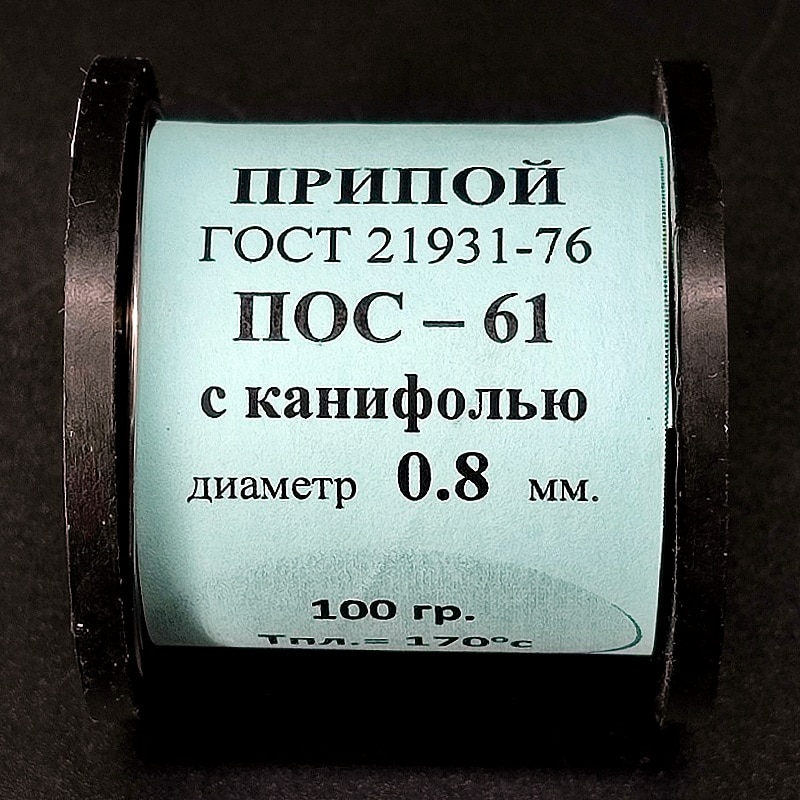 ПРИПОЙ
ГОСТ 21931-76
ПОС – 61
с канифолью
диаметр 0.8 мм.
100 гр.
Тпл.= 170°с